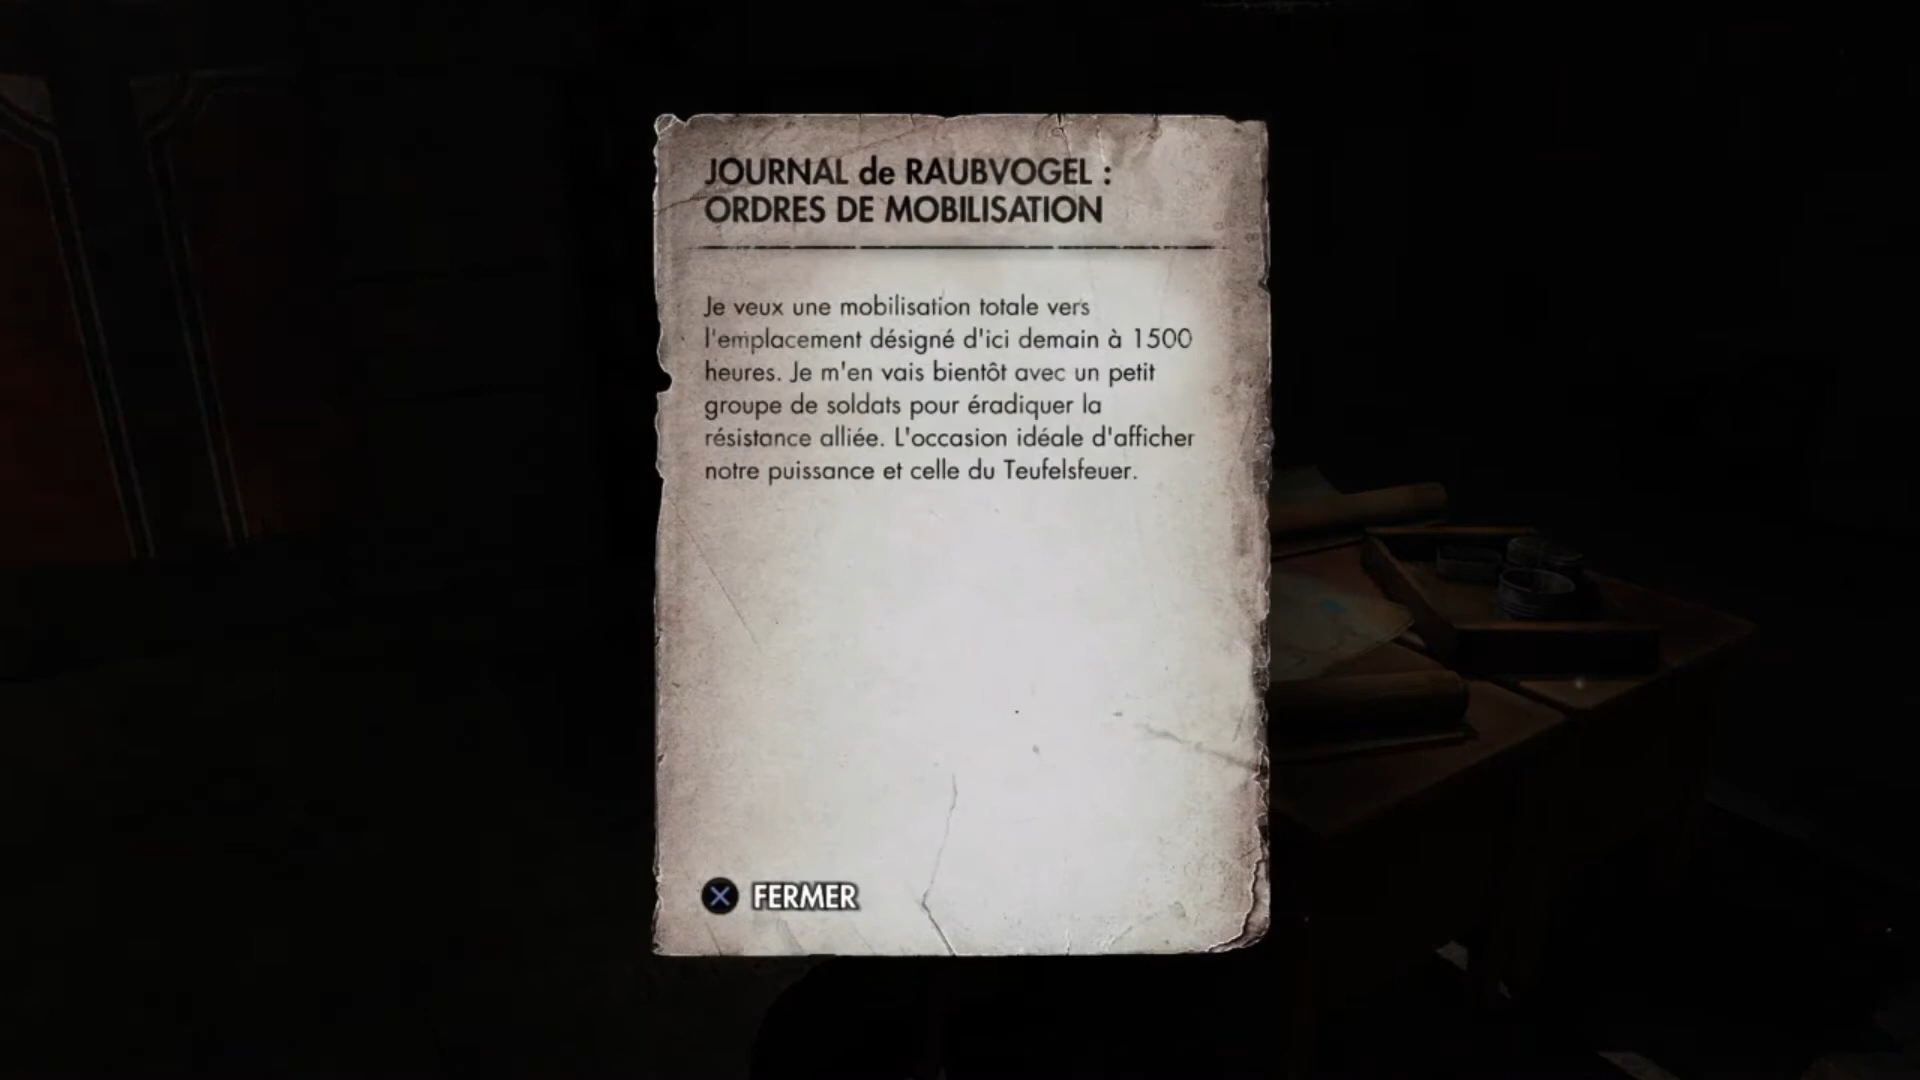 JOURNAL de RAUBVOGEL :
ORDRES DE MOBILISATION
Je veux une mobilisation totale vers
l'emplacement désigné d'ici demain à 1500
heures. Je m'en vais bientôt avec un petit
groupe de soldats pour éradiquer la
résistance alliée. L'occasion idéale d'afficher
notre puissance et celle du Teufelsfeuer.
FERMER